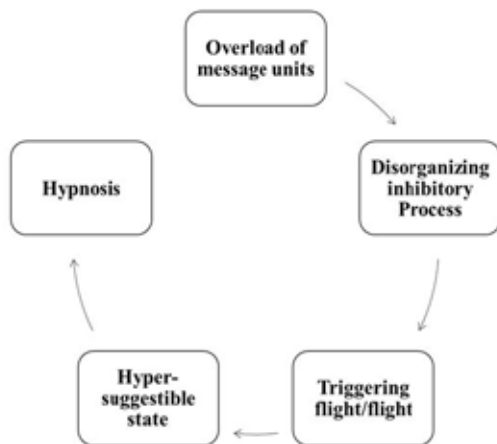 Overload of
message units
Disorganizing
inhibitory
Process
Triggering
flight/flight
Hyper-
suggestible
state
Hypnosis